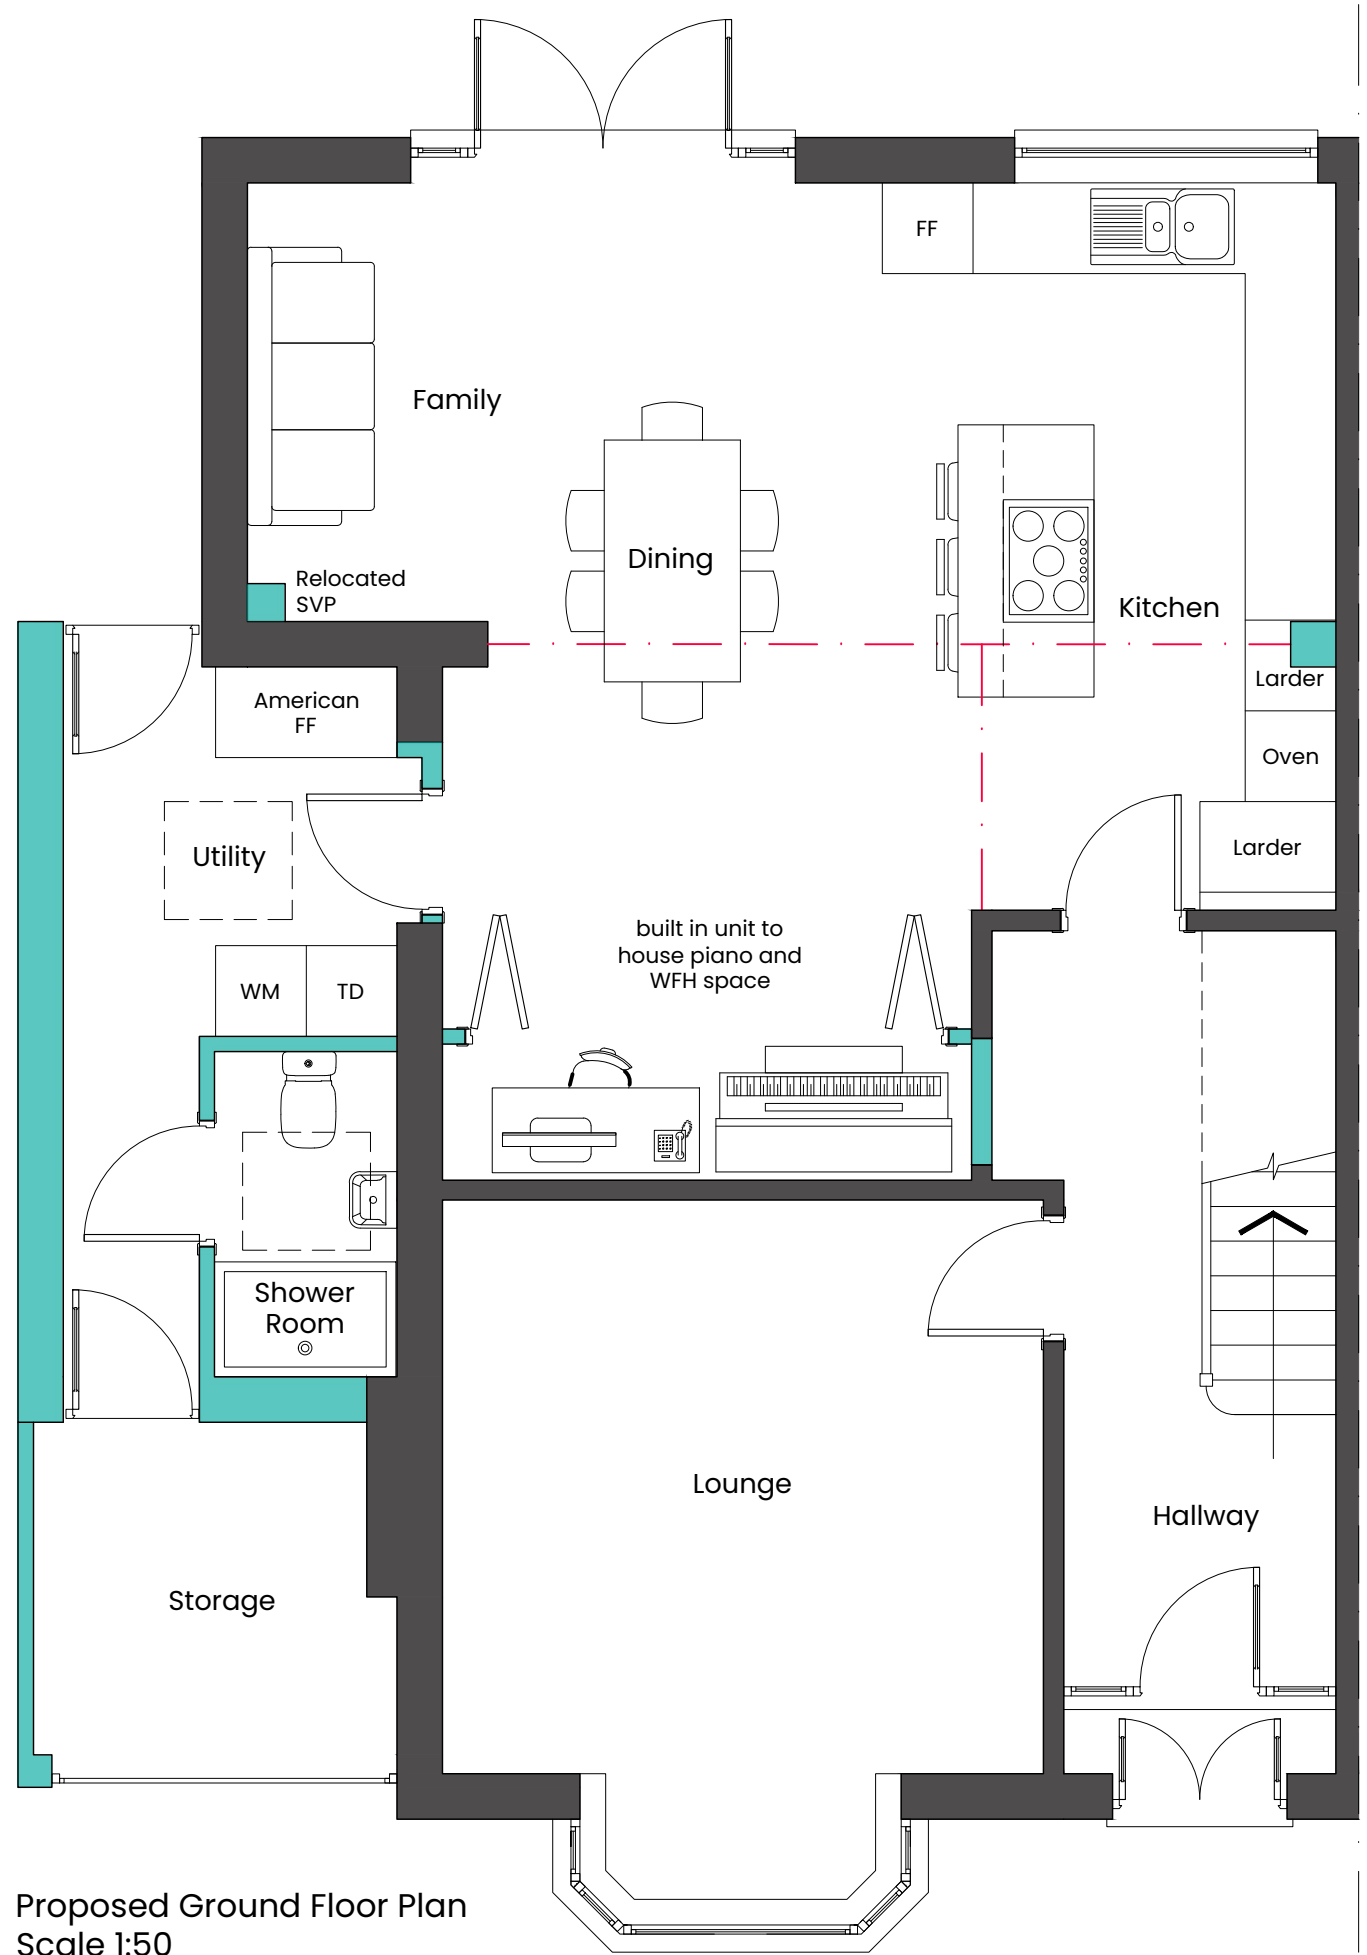 FF
Family
Dining
Relocated
SVP
Kitchen
Larder
American
FF
Oven
Utility
Larder
built in unit to
house piano and
WFH space
WM
TD
Shower
Room
Lounge
Hallway
Storage
Proposed Ground Floor Plan
Scale 1:50